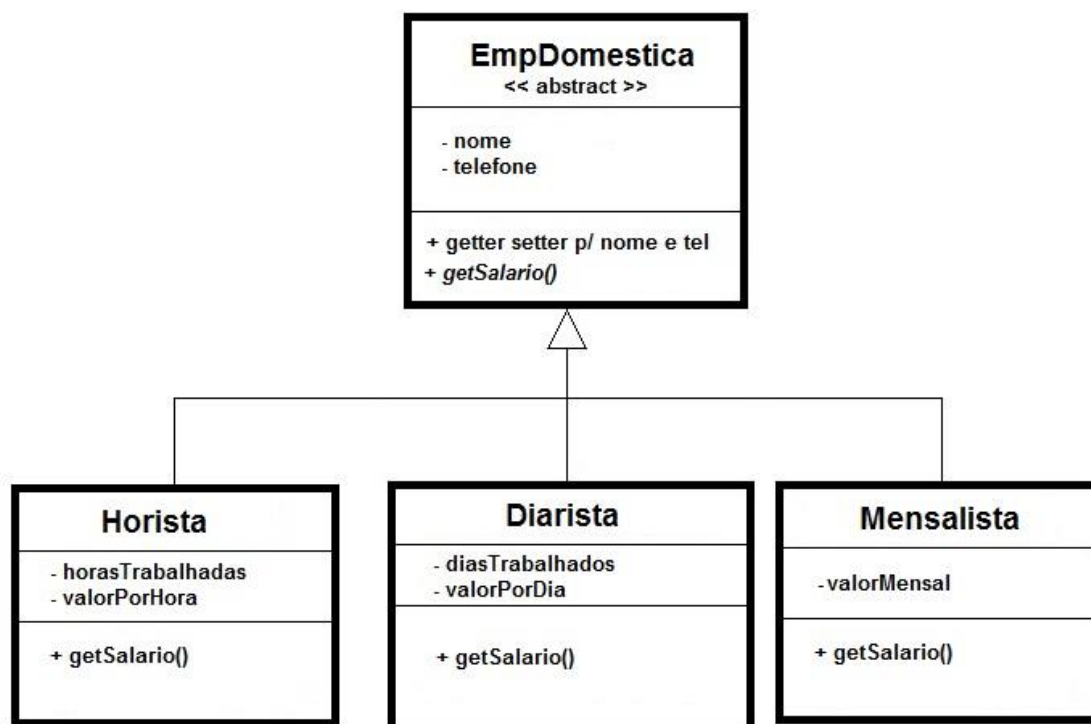 EmpDomestica
<< abstract >>
- nome
- telefone
+ getter setter p/ nome e tel
+ getSalario()
Horista
- horasTrabalhadas
- valorPorHora
+ getSalario()
Diarista
- diasTrabalhados
- valorPorDia
+ getSalario()
Mensalista
-valorMensal
+ getSalario()